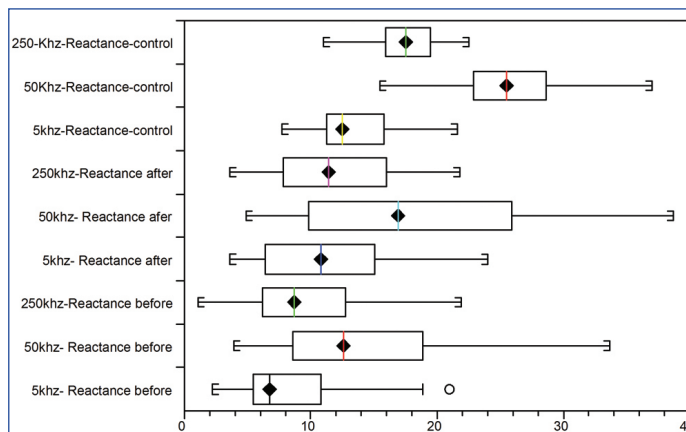 250-Khz-Reactance-control
50Khz-Reactance-control
5khz-Reactance-control
250khz-Reactance after
50khz- Reactance afer
5khz- Reactance after
250khz-Reactance before
50khz- Reactance before
5khz- Reactance before
0 10 20 30